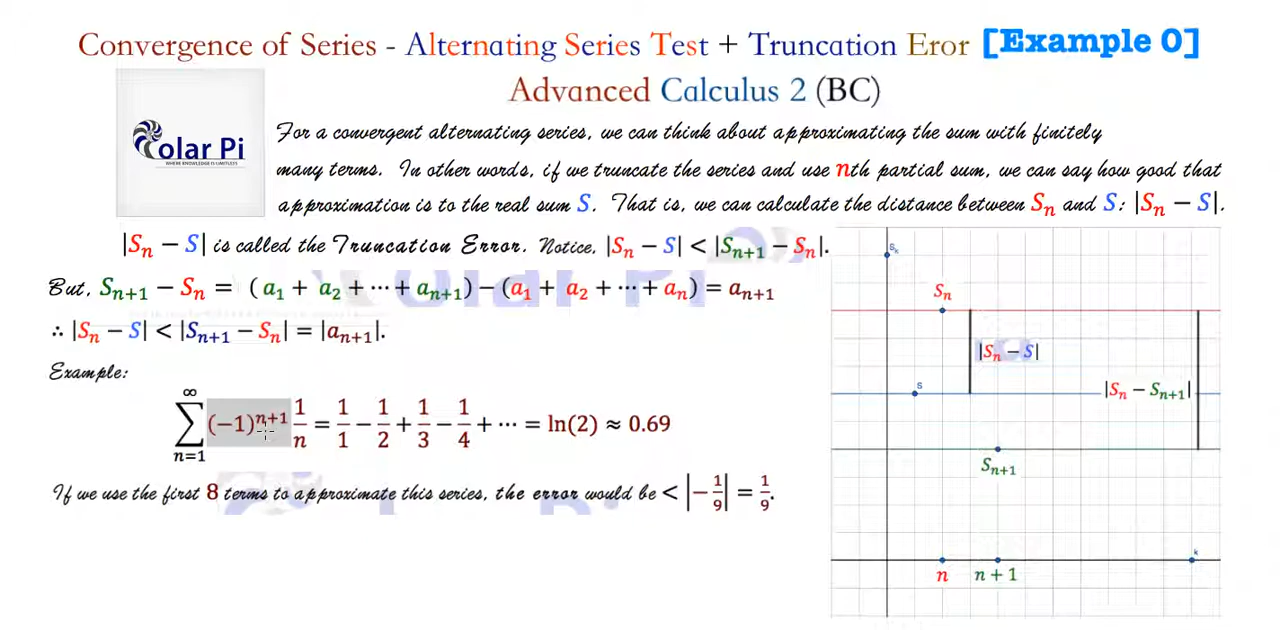 Convergence of Series - Alternating Series Test + Truncation Eror [Example 0]
Advanced Calculus 2 (BC)
olar Pi
WHERE KNOWLEDGE IS LIMITLESS
For a convergent alternating series, we can think about approximating the sum with finitely
many terms. In other words, if we truncate the series and use nth partial sum, we can say how good that
approximation is to the real sum S. That is, we can calculate the distance between Sₙ and S: |Sₙ − S|.
|Sₙ − S| is called the Truncation Error. Notice, |Sₙ − S| < |Sₙ₊₁ − Sₙ|.
But, Sₙ₊₁ − Sₙ = (a₁ + a₂ + ⋯ + aₙ₊₁) − (a₁ + a₂ + ⋯ + aₙ) = aₙ₊₁
∴ |Sₙ − S| < |Sₙ₊₁ − Sₙ| = |aₙ₊₁|.
Example:
∑_{n=1}^{∞} (−1)ⁿ⁺¹ 1/n = 1/1 − 1/2 + 1/3 − 1/4 + ⋯ = ln(2) ≈ 0.69
If we use the first 8 terms to approximate this series, the error would be < |−1/9| = 1/9.
Sₖ
Sₙ
|Sₙ − S|
S
|Sₙ − Sₙ₊₁|
Sₙ₊₁
k
n
n + 1